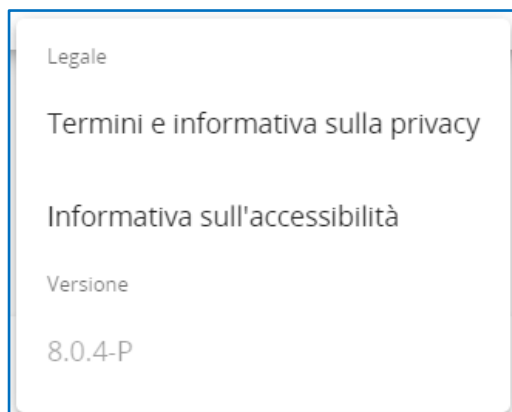 Legale
Termini e informativa sulla privacy
Informativa sull'accessibilità
Versione
8.0.4-P